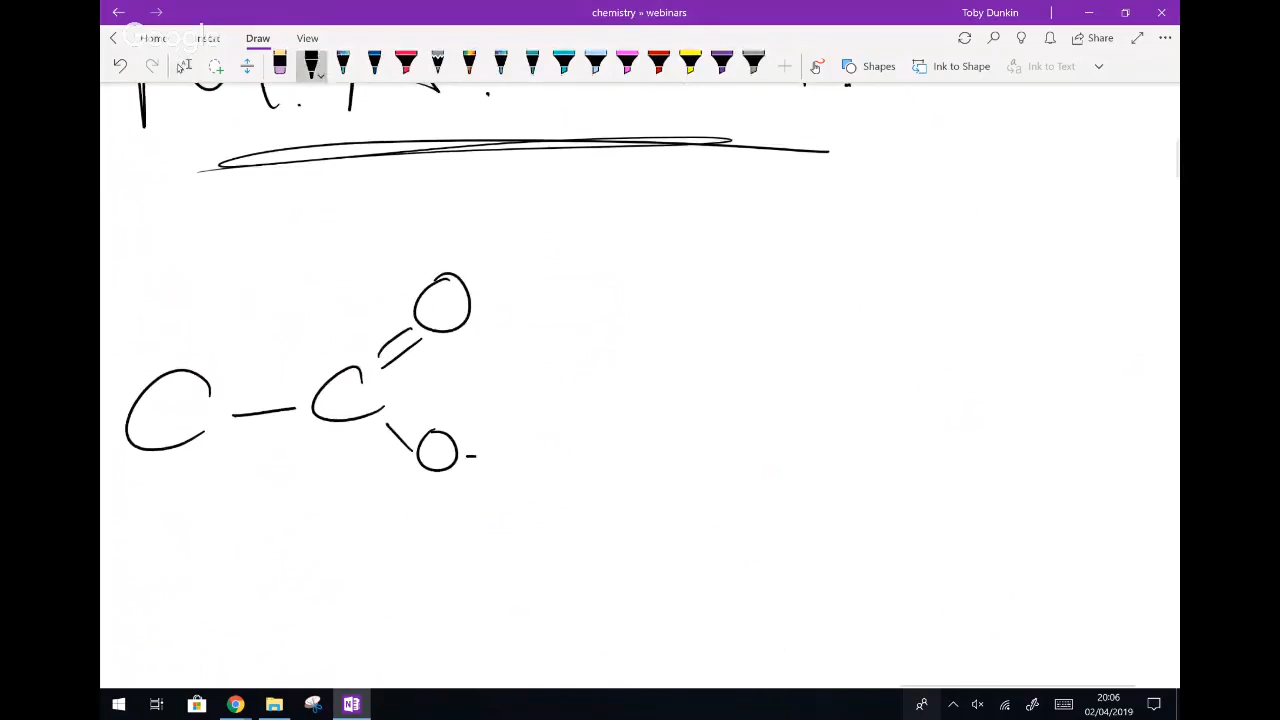 chemistry » webinars
Toby Dunkin
Google
Home
Insert
Draw
View
Share
Shapes
Ink to Shape
Ink to Text
O
C — C
O -
20:06
02/04/2019